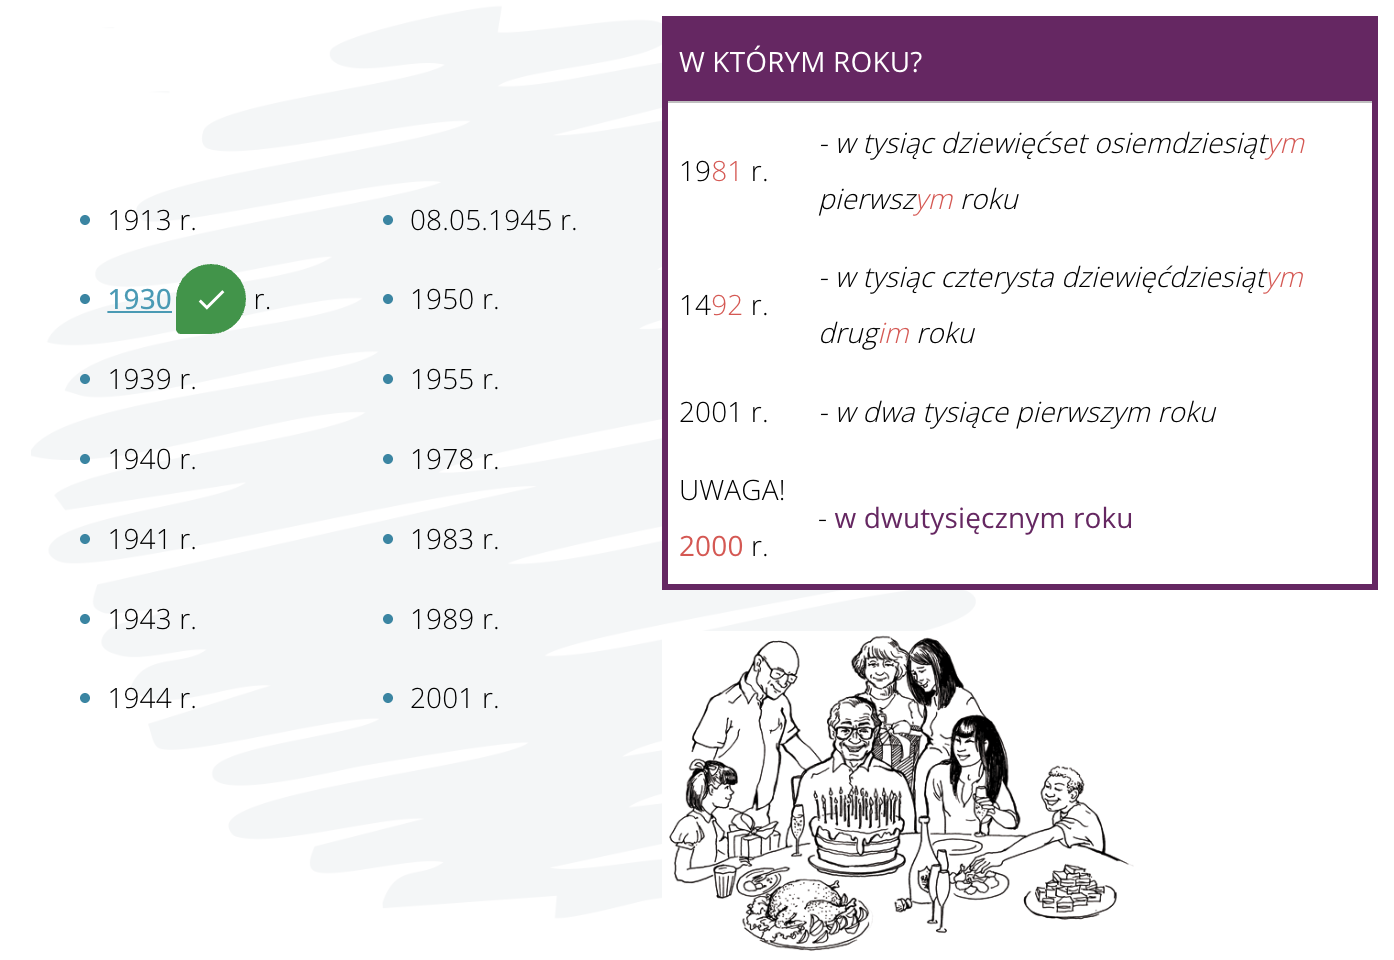 1913 r.
1930 r.
1939 r.
1940 r.
1941 r.
1943 r.
1944 r.
08.05.1945 r.
1950 r.
1955 r.
1978 r.
1983 r.
1989 r.
2001 r.
W KTÓRYM ROKU?
1981 r.
- w tysiąc dziewięćset osiemdziesiątym
pierwszym roku
1492 r.
- w tysiąc czterysta dziewięćdziesiątym
drugim roku
2001 r.
- w dwa tysiące pierwszym roku
UWAGA!
2000 r.
- w dwutysięcznym roku